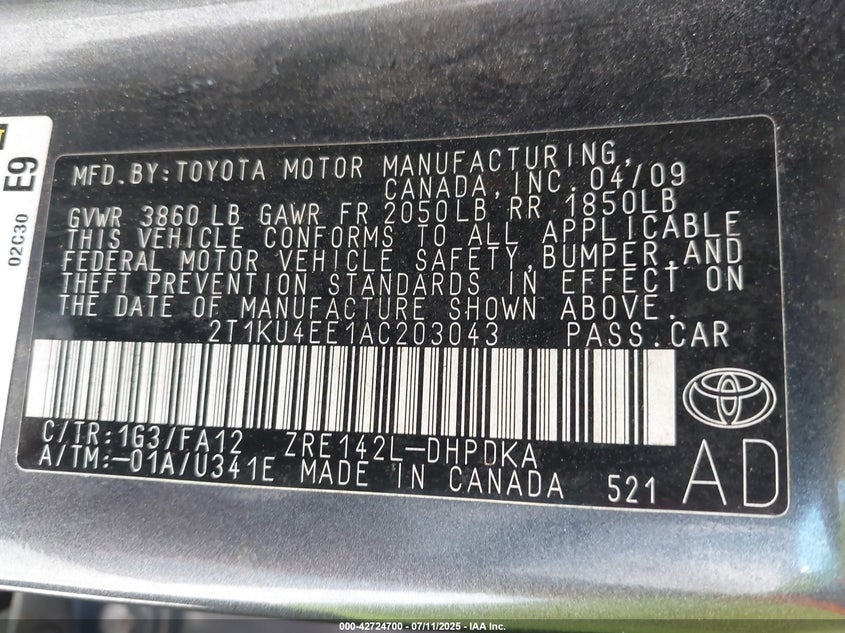 E9
02C30
MFD.BY:TOYOTA MOTOR MANUFACTURING,
CANADA,INC. 04/09
GVWR 3860 LB GAWR FR 2050LB RR 1850LB
THIS VEHICLE CONFORMS TO ALL APPLICABLE
FEDERAL MOTOR VEHICLE SAFETY,BUMPER,AND
THEFT PREVENTION STANDARDS IN EFFECT ON
THE DATE OF MANUFACTURE SHOWN ABOVE.
2T1KU4EE1AC203043 PASS.CAR
C/TR:1G3/FA12 ZRE142L-DHPDKA
A/TM:-01A/U341E MADE IN CANADA 521 AD
000-42724700 - 07/11/2025 - IAA Inc.